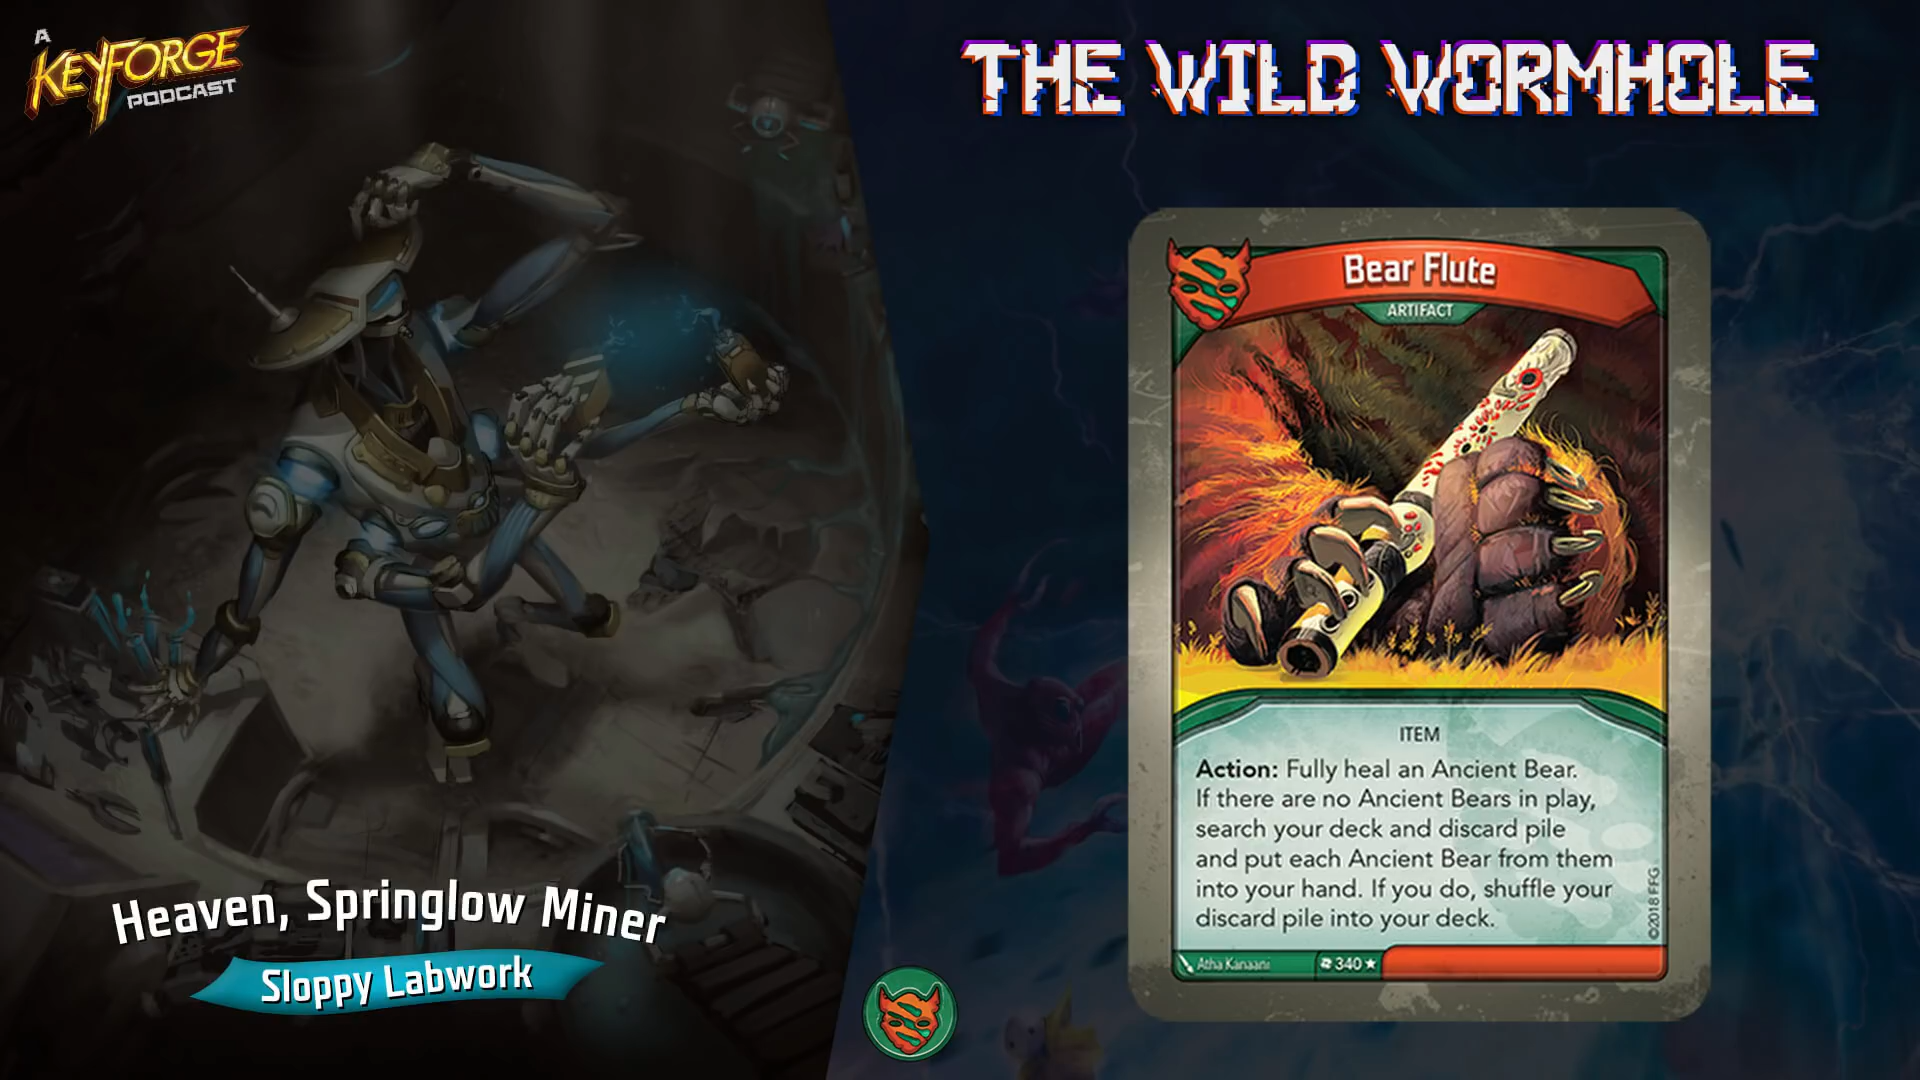 A
KEYFORGE
PODCAST
THE WILD WORMHOLE
Bear Flute
ARTIFACT
ITEM
Action: Fully heal an Ancient Bear.
If there are no Ancient Bears in play,
search your deck and discard pile
and put each Ancient Bear from them
into your hand. If you do, shuffle your
discard pile into your deck.
©2018 FFG
Atha Kanaani
340
Heaven, Springlow Miner
Sloppy Labwork